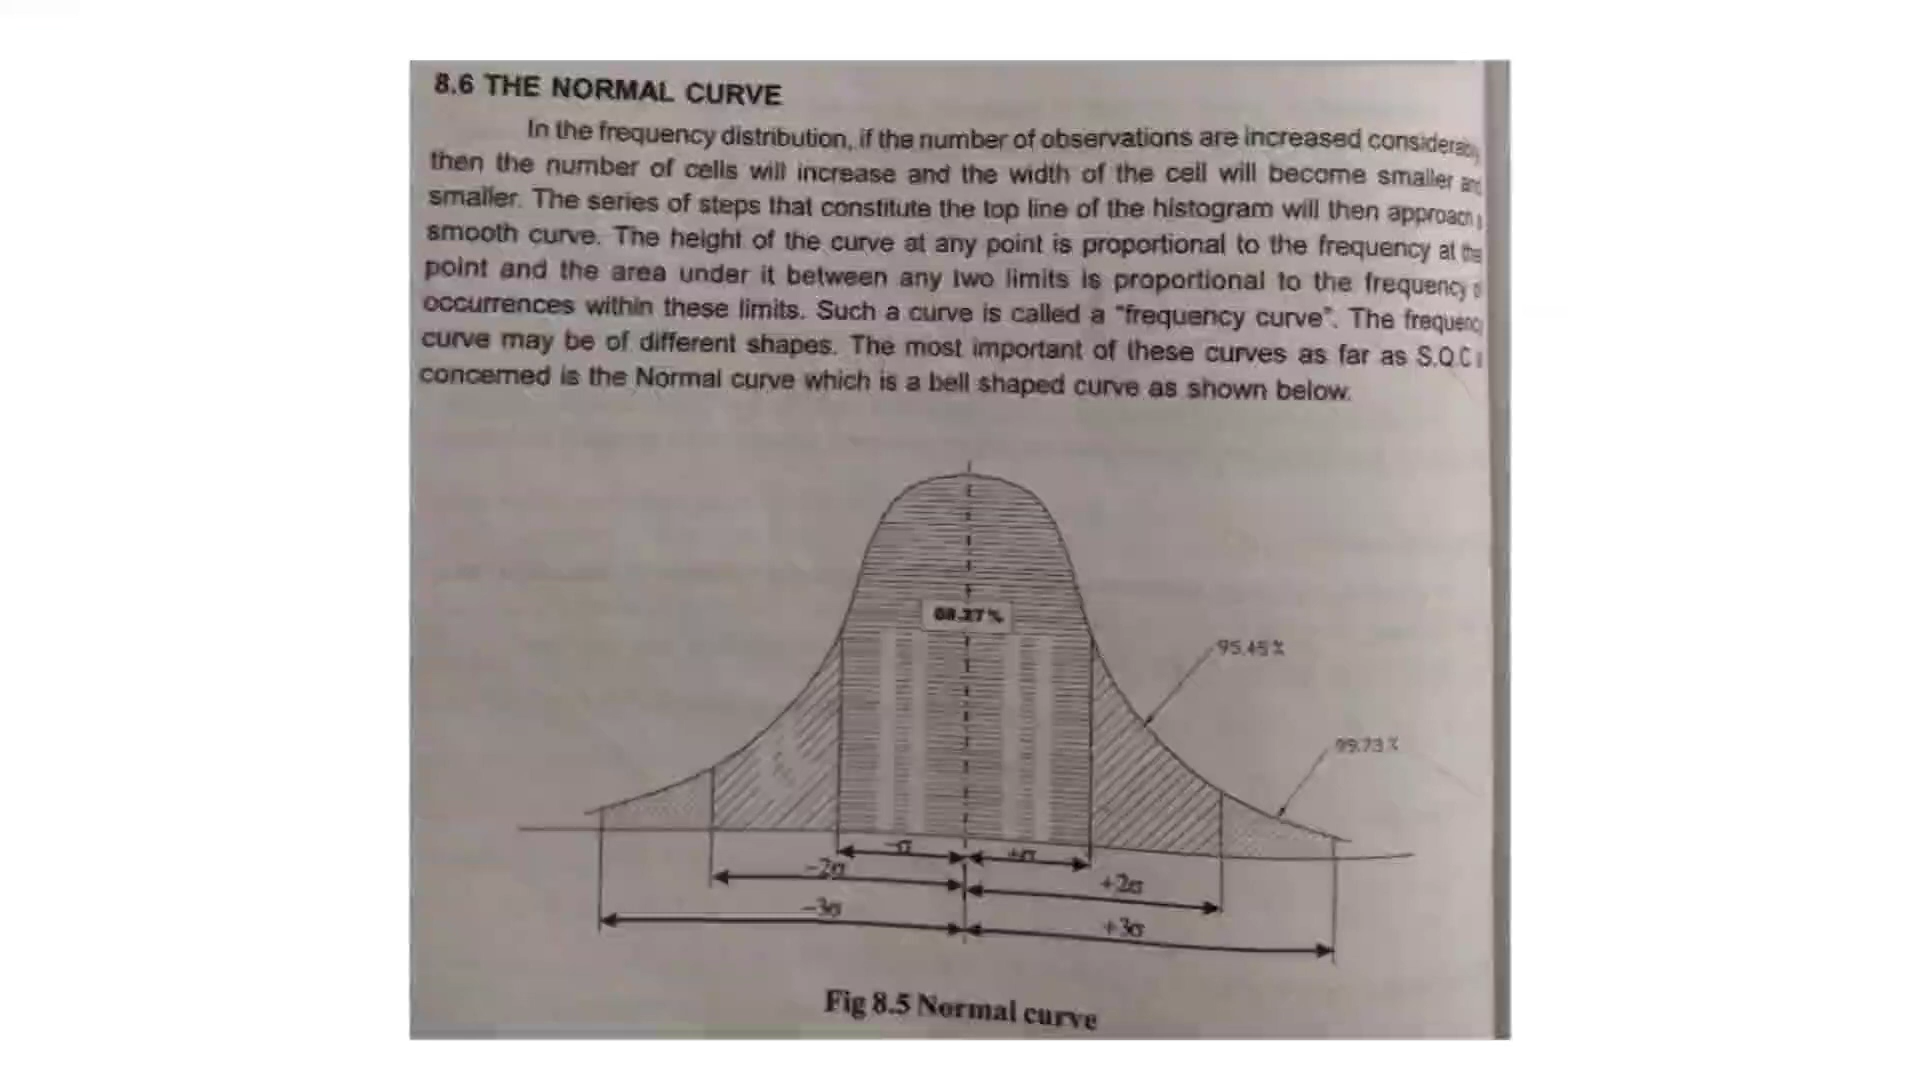 8.6 THE NORMAL CURVE
In the frequency distribution, if the number of observations are increased
then the number of cells will increase and the width of the cell will become smaller and
smaller. The series of steps that constitute the top line of the histogram will then approach
smooth curve. The height of the curve at any point is proportional to the frequency at the
point and the area under it between any two limits is proportional to the frequency
occurrences within these limits. Such a curve is called a "frequency curve". The
curve may be of different shapes. The most important of these curves as far as S.Q.C
concerned is the Normal curve which is a bell shaped curve as shown below.
68.27%
95.45%
99.73%
-σ +σ
-2σ +2σ
-3σ +3σ
Fig 8.5 Normal curve